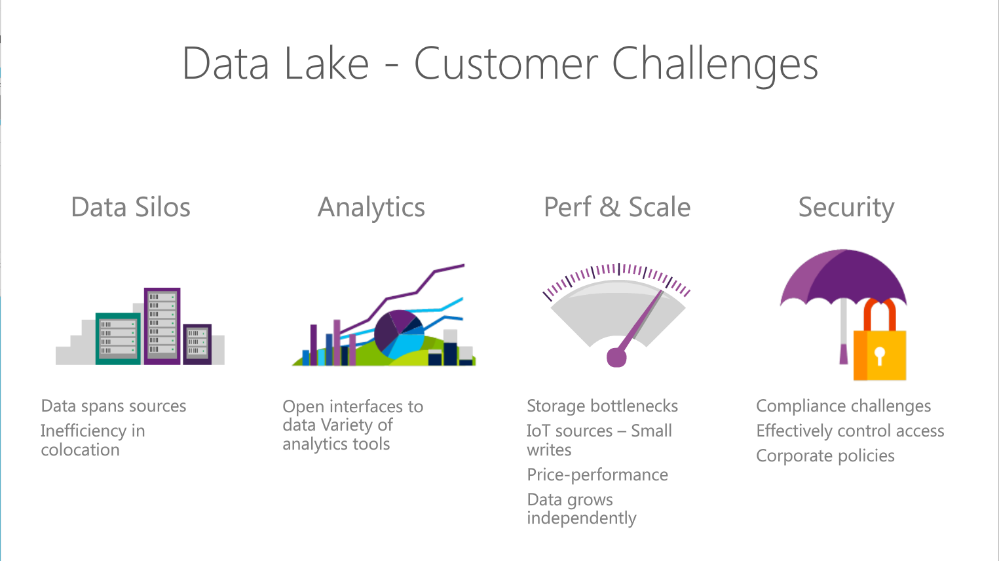 Data Lake - Customer Challenges
Data Silos
Data spans sources
Inefficiency in
colocation
Analytics
Open interfaces to
data Variety of
analytics tools
Perf & Scale
Storage bottlenecks
IoT sources – Small
writes
Price-performance
Data grows
independently
Security
Compliance challenges
Effectively control access
Corporate policies